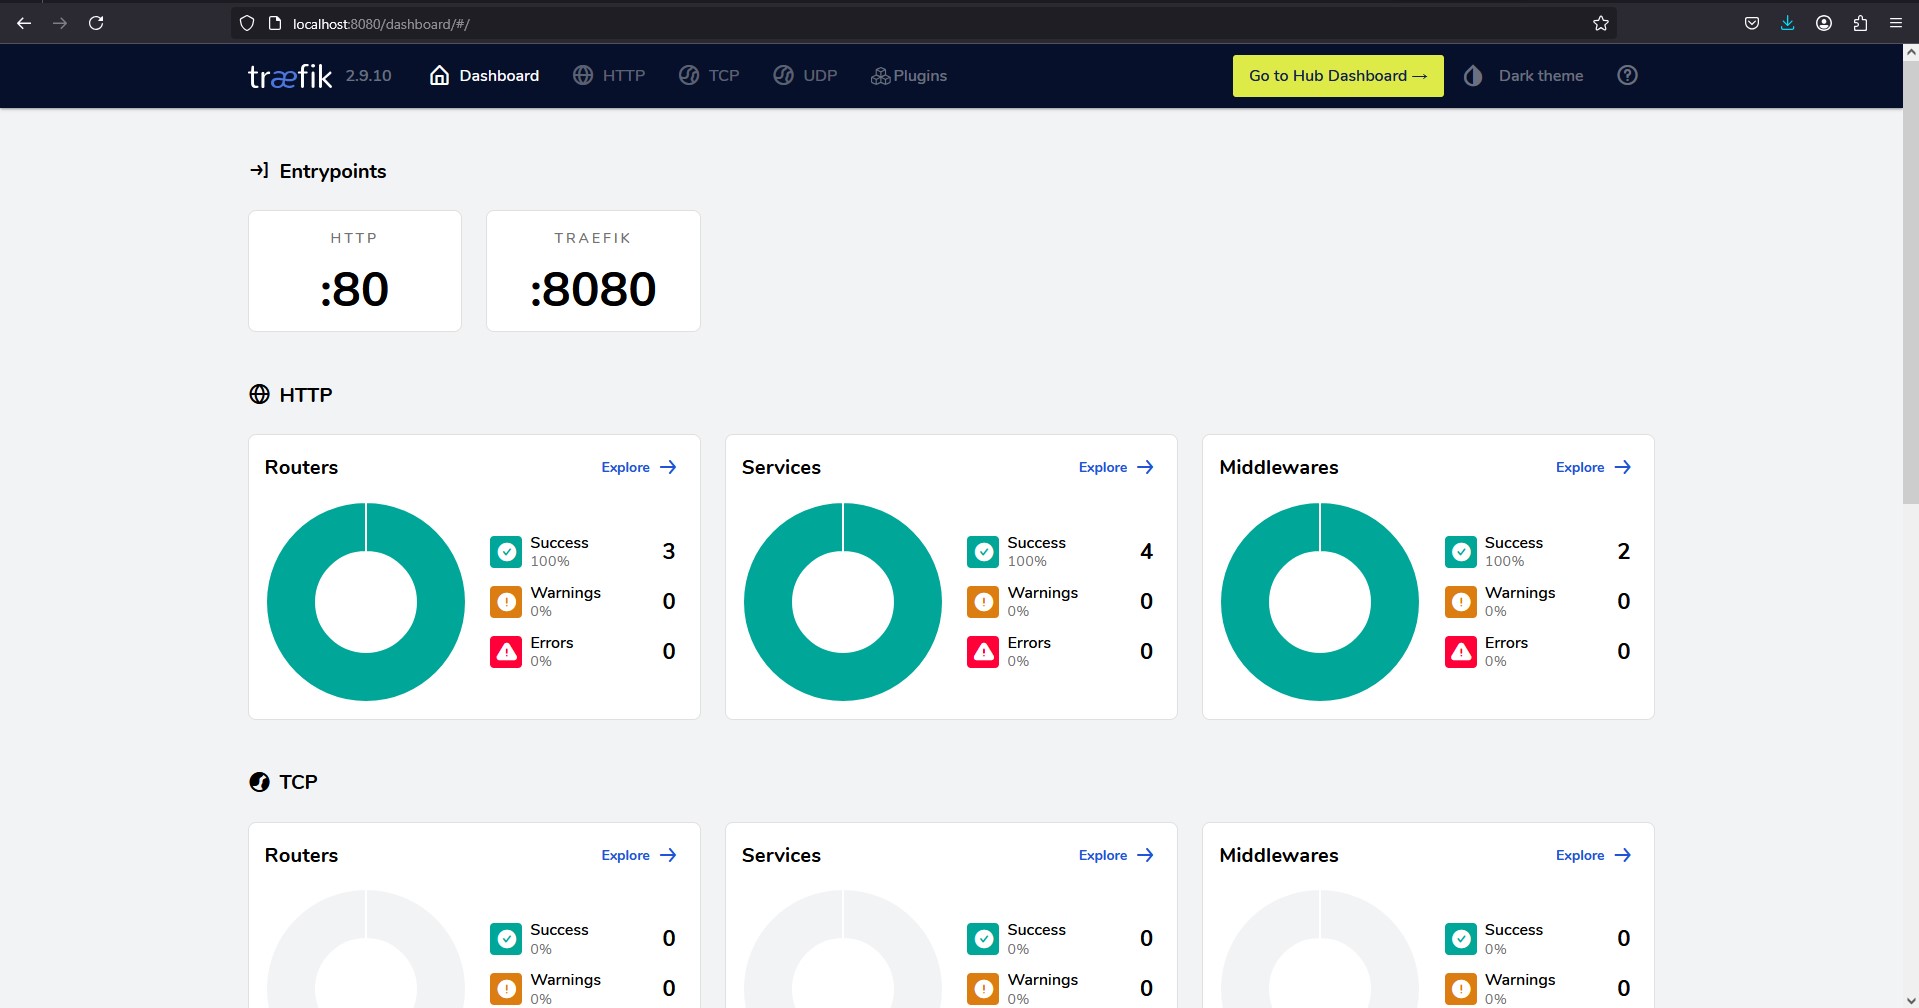 localhost:8080/dashboard/#/
træfik 2.9.10 Dashboard HTTP TCP UDP Plugins Go to Hub Dashboard → Dark theme
Entrypoints
HTTP
:80
TRAEFIK
:8080
HTTP
Routers Explore
Success 3
100%
Warnings 0
0%
Errors 0
0%
Services Explore
Success 4
100%
Warnings 0
0%
Errors 0
0%
Middlewares Explore
Success 2
100%
Warnings 0
0%
Errors 0
0%
TCP
Routers Explore
Success 0
0%
Warnings 0
0%
Services Explore
Success 0
0%
Warnings 0
0%
Middlewares Explore
Success 0
0%
Warnings 0
0%